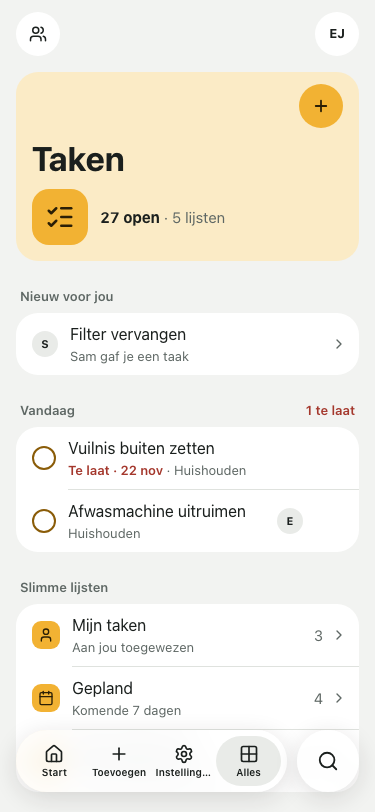 EJ
Taken
27 open · 5 lijsten
Nieuw voor jou
S
Filter vervangen
Sam gaf je een taak
Vandaag
1 te laat
Vuilnis buiten zetten
Te laat · 22 nov · Huishouden
Afwasmachine uitruimen
Huishouden
E
Slimme lijsten
Mijn taken
Aan jou toegewezen
3
Gepland
Komende 7 dagen
4
Start
Toevoegen
Instelling...
Alles